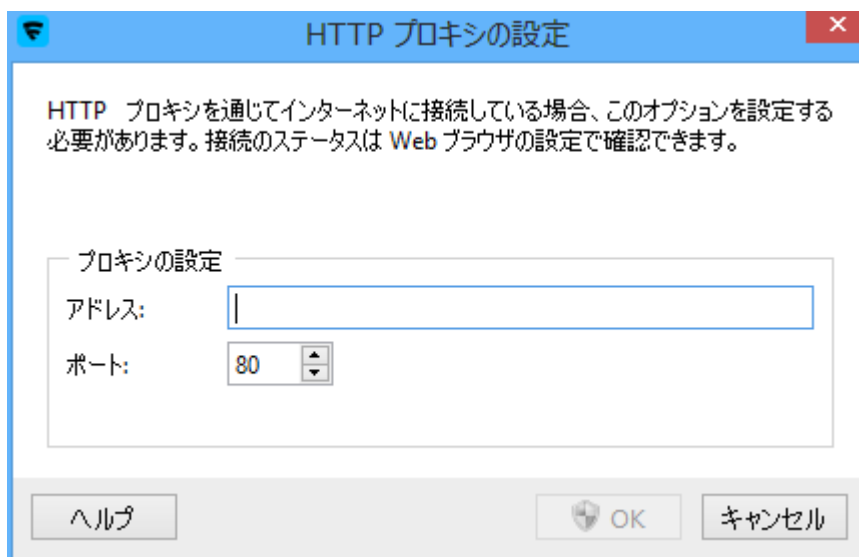 HTTP プロキシの設定
HTTP プロキシを通じてインターネットに接続している場合、このオプションを設定する
必要があります。接続のステータスは Web ブラウザの設定で確認できます。
プロキシの設定
アドレス:
ポート: 80
ヘルプ OK キャンセル